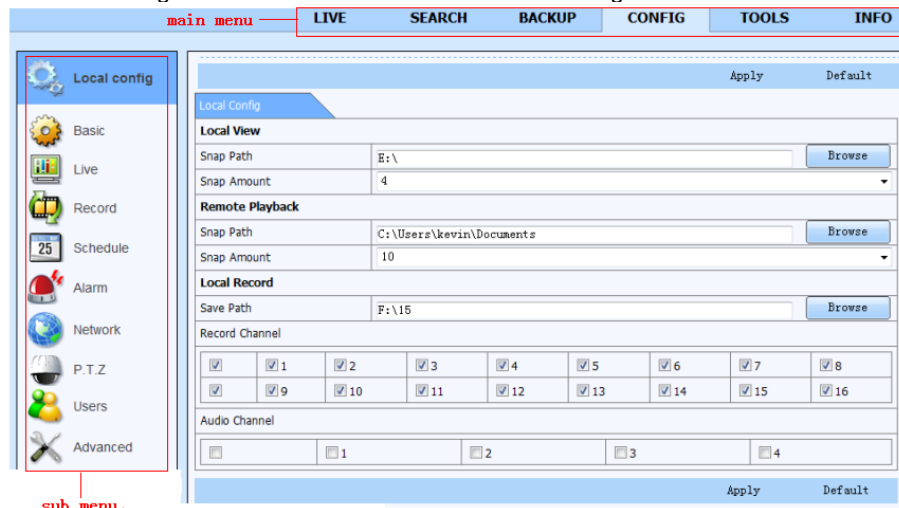 main menu LIVE SEARCH BACKUP CONFIG TOOLS INFO
Local config
Basic
Live
Record
25 Schedule
Alarm
Network
P.T.Z
Users
Advanced
sub menu
Apply Default
Local Config
Local View
Snap Path E:\ Browse
Snap Amount 4
Remote Playback
Snap Path C:\Users\kevin\Documents Browse
Snap Amount 10
Local Record
Save Path F:\15 Browse
Record Channel
1 2 3 4 5 6 7 8
9 10 11 12 13 14 15 16
Audio Channel
1 2 3 4
Apply Default